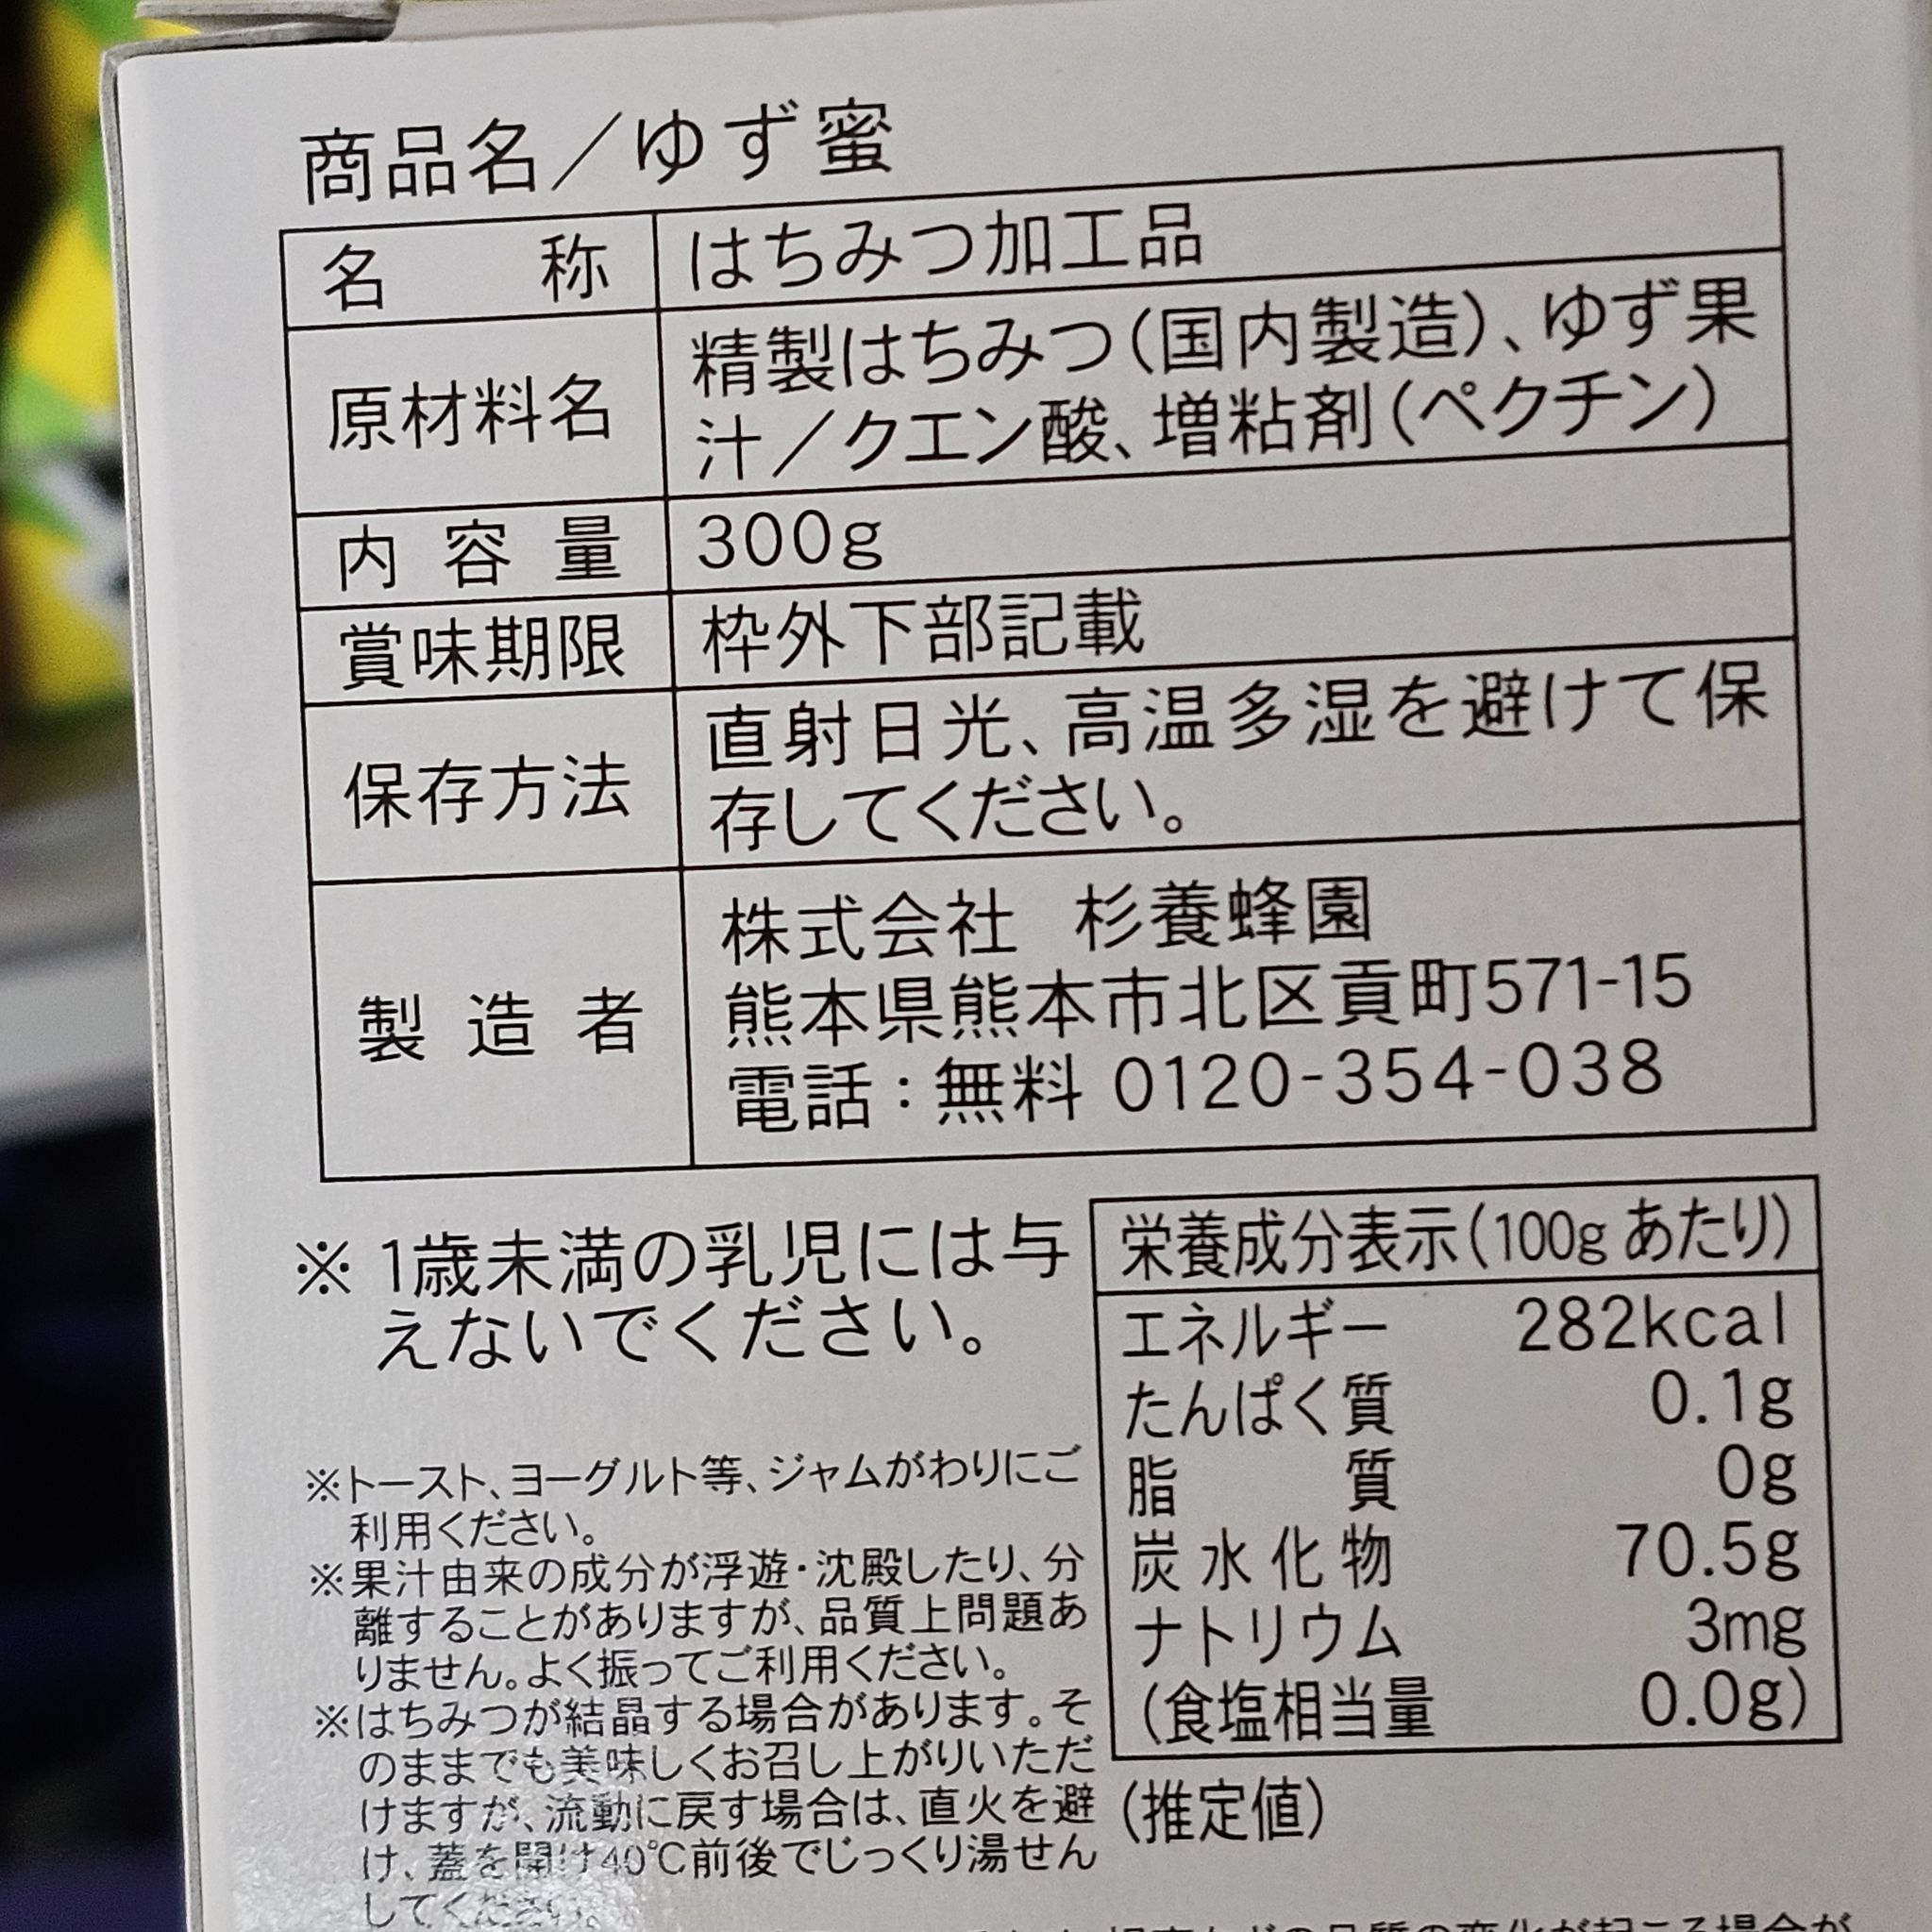 商品名／ゆず蜜
名称 はちみつ加工品
原材料名 精製はちみつ(国内製造)、ゆず果
汁／クエン酸、増粘剤(ペクチン)
内容量 300g
賞味期限 枠外下部記載
保存方法 直射日光、高温多湿を避けて保
存してください。
製造者 株式会社 杉養蜂園
熊本県熊本市北区貢町571-15
電話：無料 0120-354-038
※1歳未満の乳児には与
えないでください。
※トースト、ヨーグルト等、ジャムがわりにご
利用ください。
※果汁由来の成分が浮遊・沈殿したり、分
離することがありますが、品質上問題あ
りません。よく振ってご利用ください。
※はちみつが結晶する場合があります。そ
のままでも美味しくお召し上がりいただ
けますが、流動に戻す場合は、直火を避
け、蓋を開け40℃前後でじっくり湯せん
してください。
栄養成分表示(100gあたり)
エネルギー 282kcal
たんぱく質 0.1g
脂質 0g
炭水化物 70.5g
ナトリウム 3mg
(食塩相当量 0.0g)
(推定値)
の品質の変化が起こる場合が